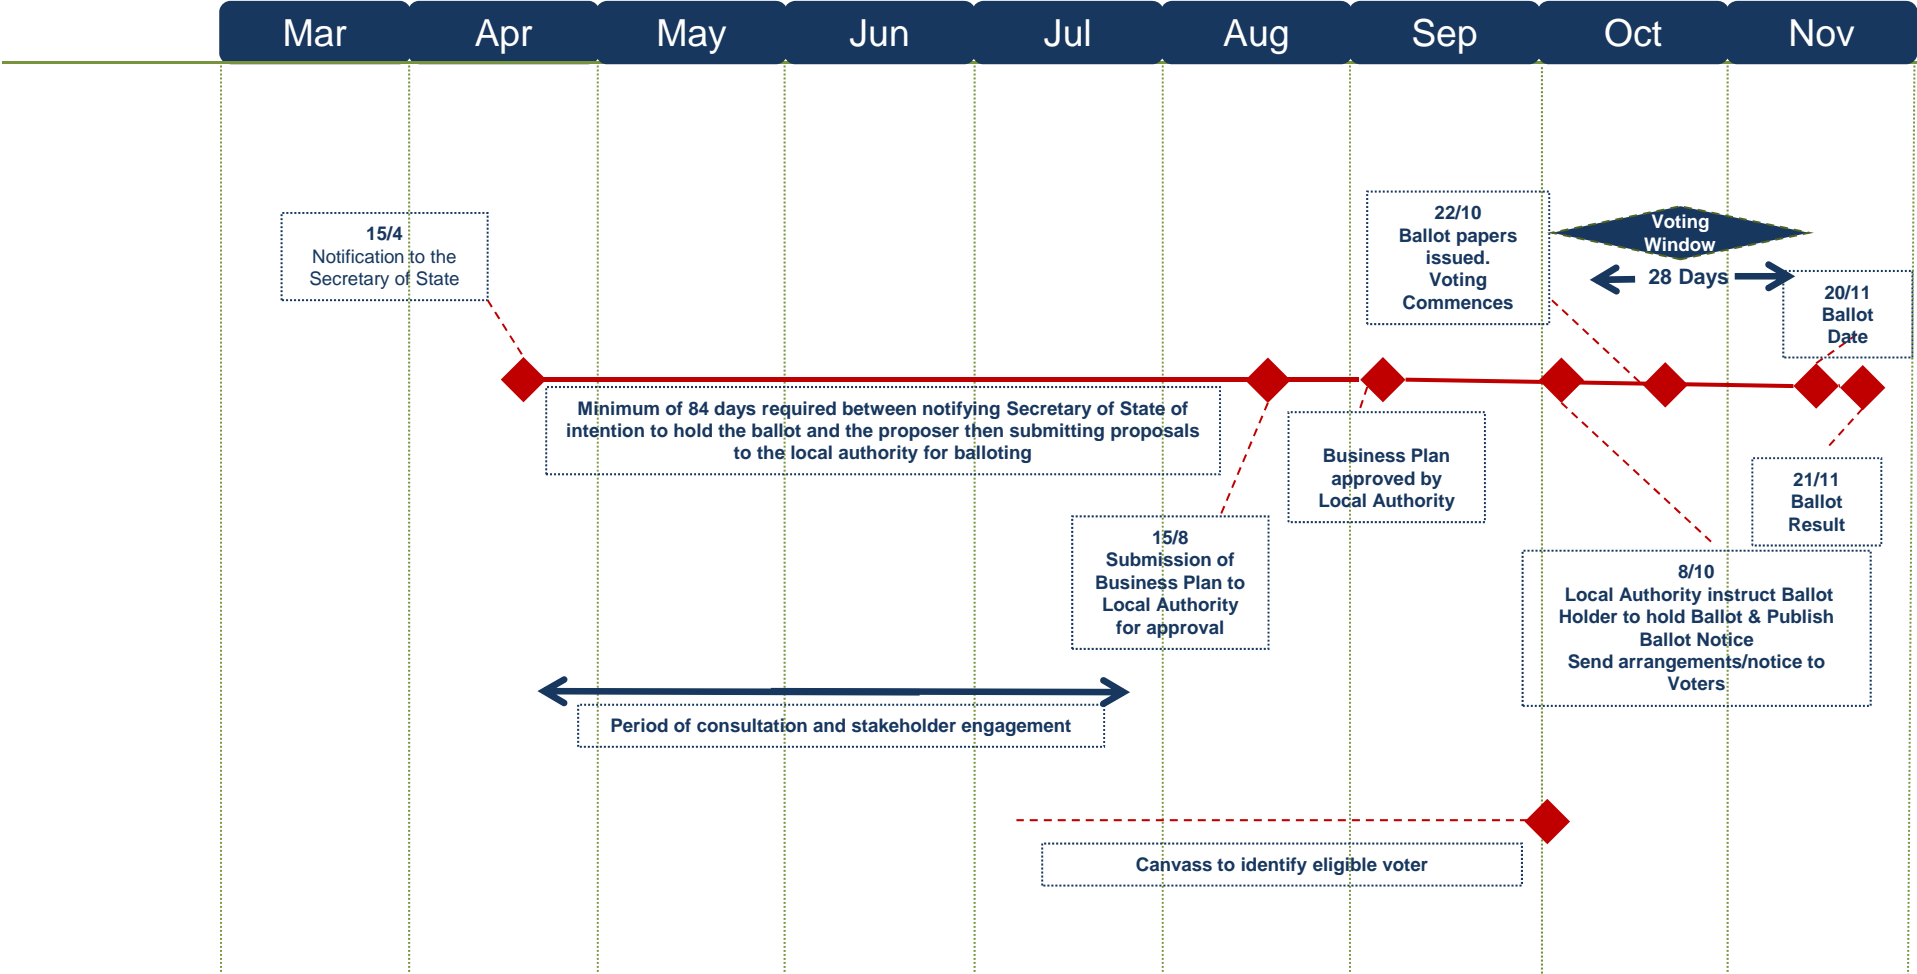 Mar Apr May Jun Jul Aug Sep Oct Nov
15/4
Notification to the
Secretary of State
22/10
Ballot papers
issued.
Voting
Commences
Voting
Window
28 Days
20/11
Ballot
Date
Minimum of 84 days required between notifying Secretary of State of
intention to hold the ballot and the proposer then submitting proposals
to the local authority for balloting
Business Plan
approved by
Local Authority
21/11
Ballot
Result
15/8
Submission of
Business Plan to
Local Authority
for approval
8/10
Local Authority instruct Ballot
Holder to hold Ballot & Publish
Ballot Notice
Send arrangements/notice to
Voters
Period of consultation and stakeholder engagement
Canvass to identify eligible voter